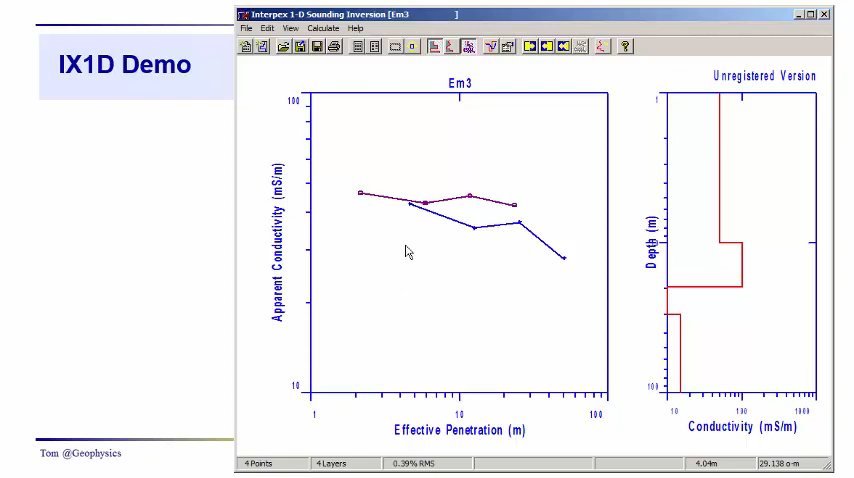 Interpex 1-D Sounding Inversion [Em3 ]
File Edit View Calculate Help
IX1D Demo
Unregistered Version
Em3
100
10
Apparent Conductivity (mS/m)
1 10 100
Effective Penetration (m)
1
100
Depth (m)
10 100 1000
Conductivity (mS/m)
Tom @Geophysics
4 Points 4 Layers 0.39% RMS 4.04m 29.138 o-m